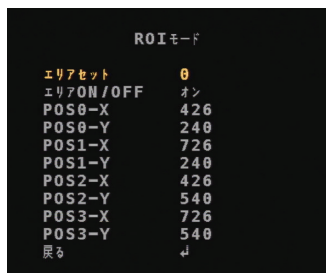 ROIモード
エリアセット 0
エリアON/OFF オン
POS0-X 426
POS0-Y 240
POS1-X 726
POS1-Y 240
POS2-X 426
POS2-Y 540
POS3-X 726
POS3-Y 540
戻る ↲